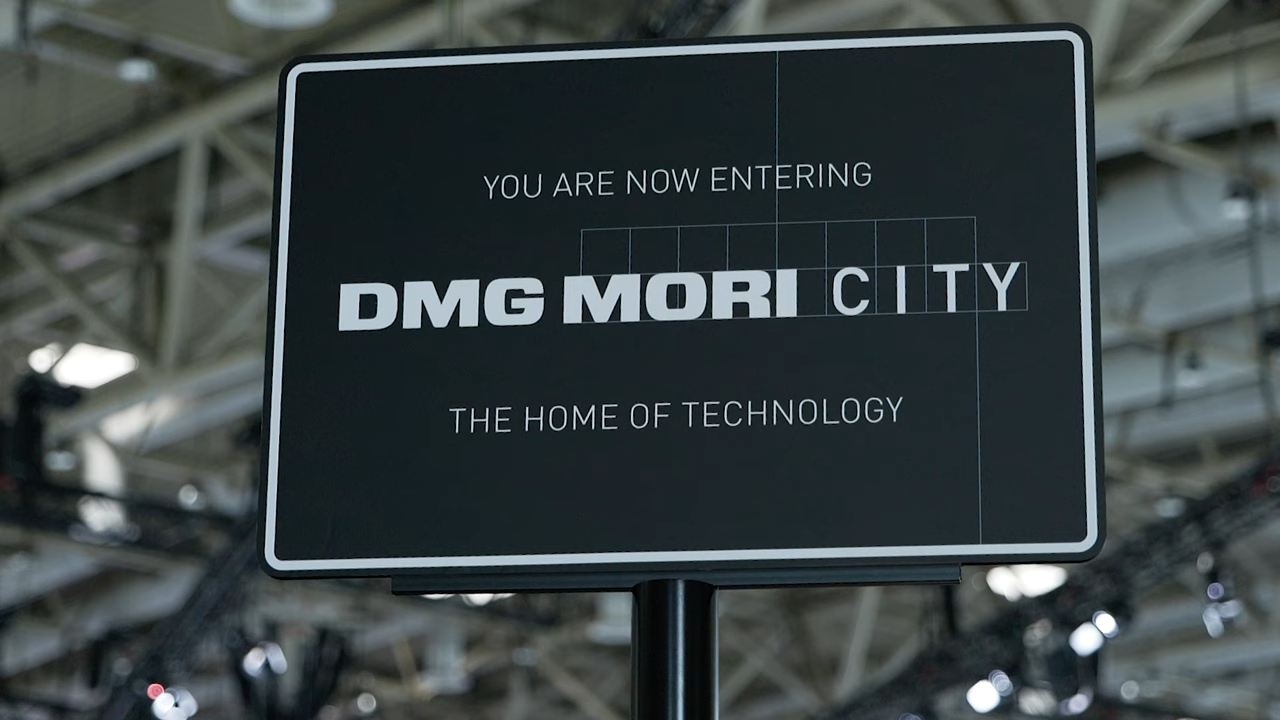 YOU ARE NOW ENTERING
DMG MORI CITY
THE HOME OF TECHNOLOGY